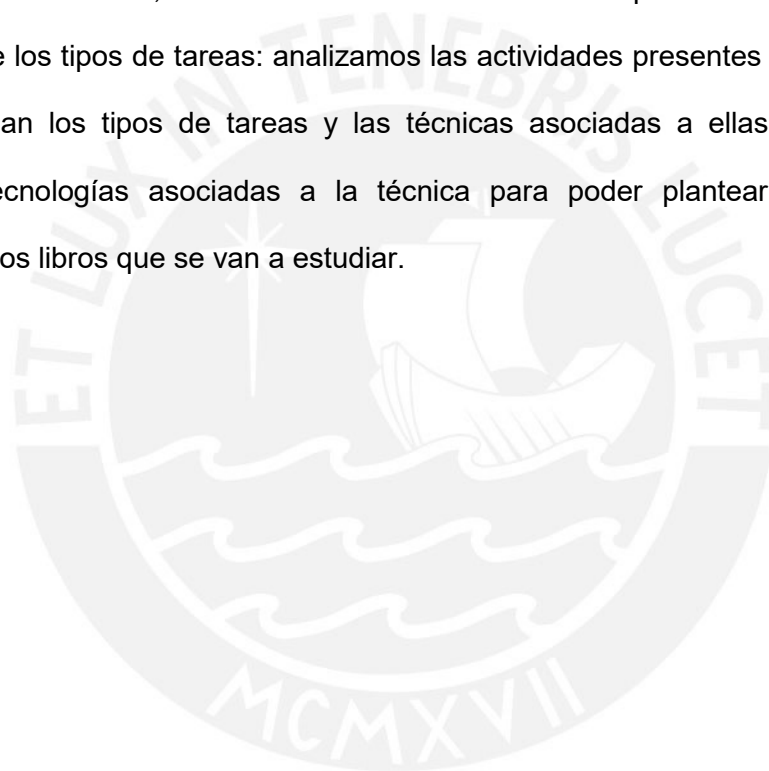 e los tipos de tareas: analizamos las actividades presentes
an los tipos de tareas y las técnicas asociadas a ellas
ecnologías asociadas a la técnica para poder plantear
os libros que se van a estudiar.
ET LUX IN TENEBRIS LUCET
MCMXVII